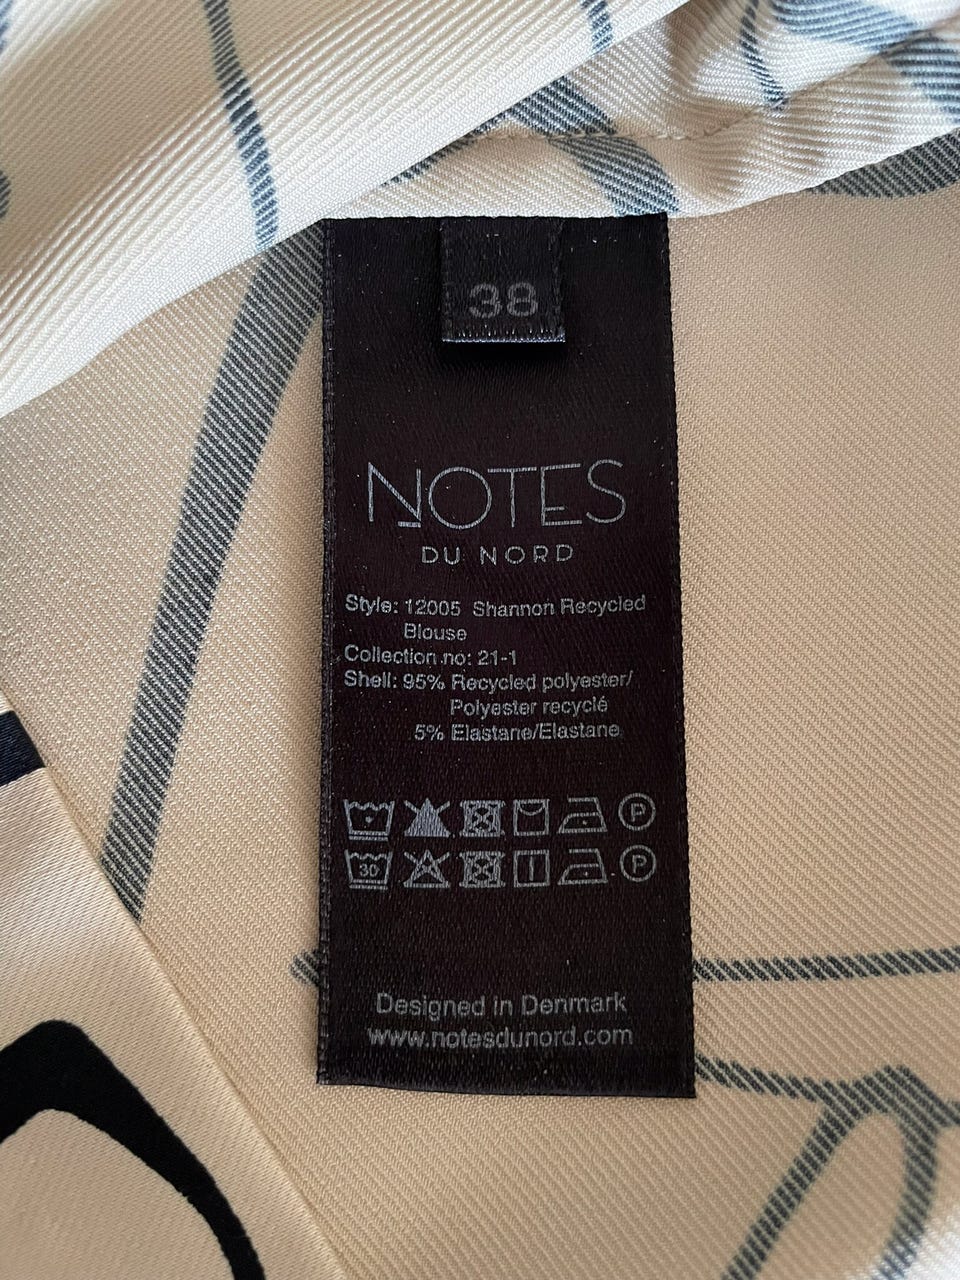 38
NOTES
DU NORD
Style: 12005 Shannon Recycled
Blouse
Collection no: 21-1
Shell: 95% Recycled polyester/
Polyester recyclé
5% Elastane/Elastane
P
30 P
Designed in Denmark
www.notesdunord.com